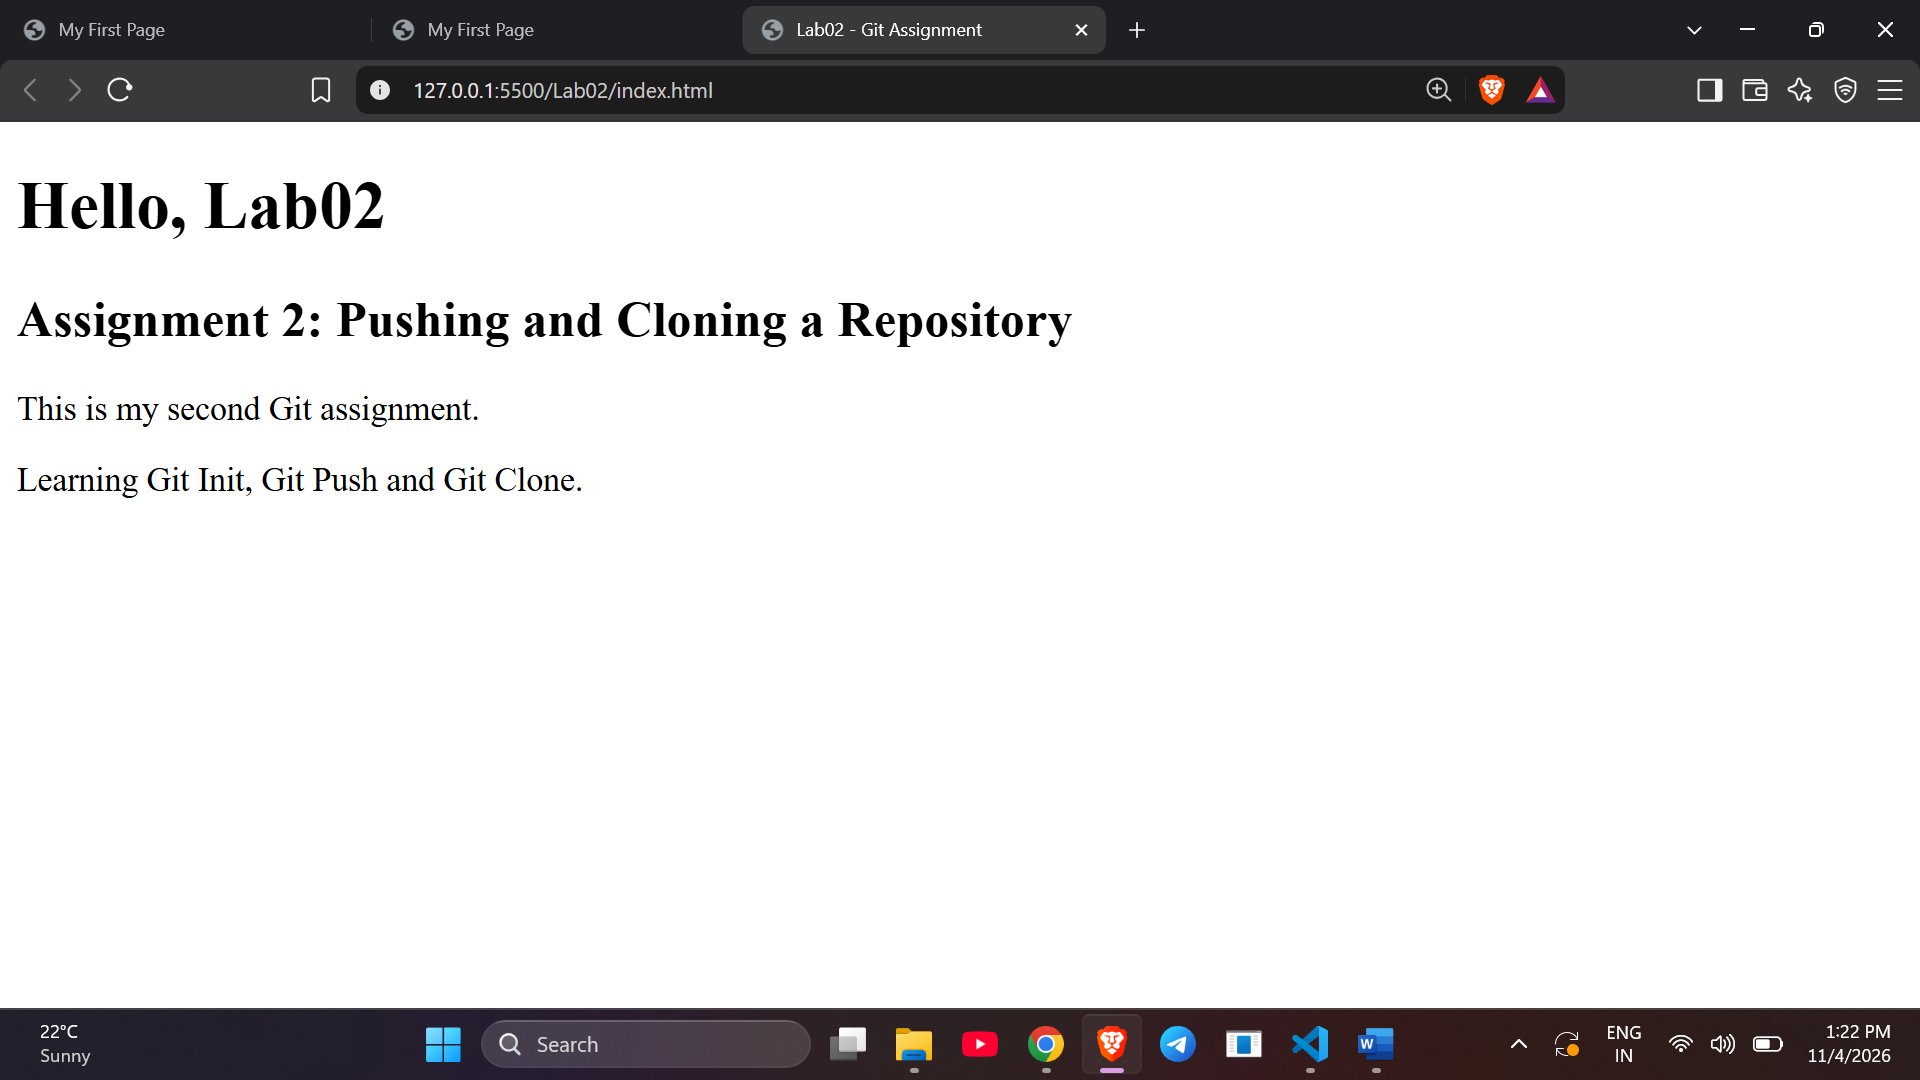 My First Page
My First Page
Lab02 - Git Assignment
127.0.0.1:5500/Lab02/index.html
Hello, Lab02
Assignment 2: Pushing and Cloning a Repository
This is my second Git assignment.
Learning Git Init, Git Push and Git Clone.
22°C
Sunny
Search
W
ENG
IN
1:22 PM
11/4/2026